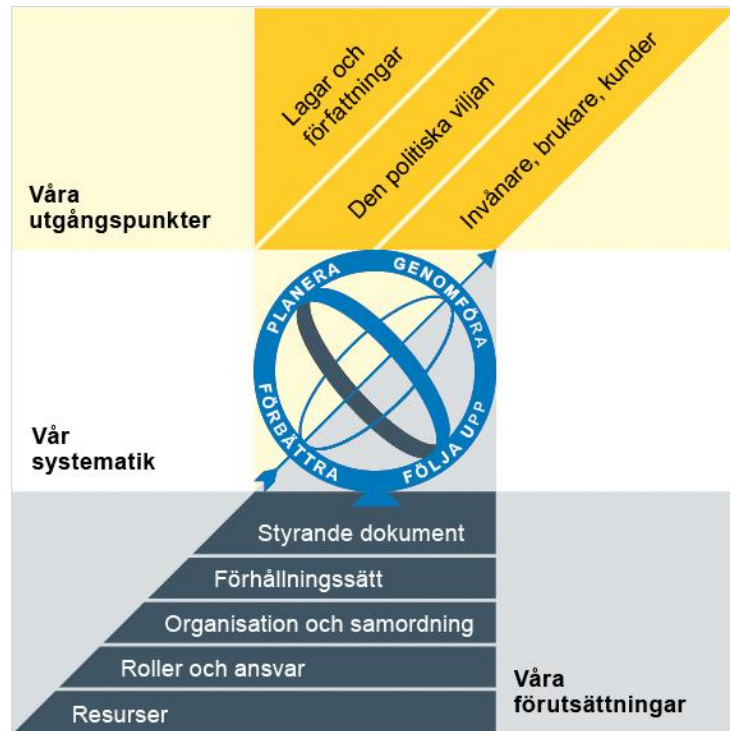 Lagar och
författningar
Den politiska viljan
Invånare, brukare, kunder
Våra
utgångspunkter
PLANERA
GENOMFÖRA
FÖLJA UPP
FÖRBÄTTRA
Vår
systematik
Styrande dokument
Förhållningssätt
Organisation och samordning
Roller och ansvar
Resurser
Våra
förutsättningar